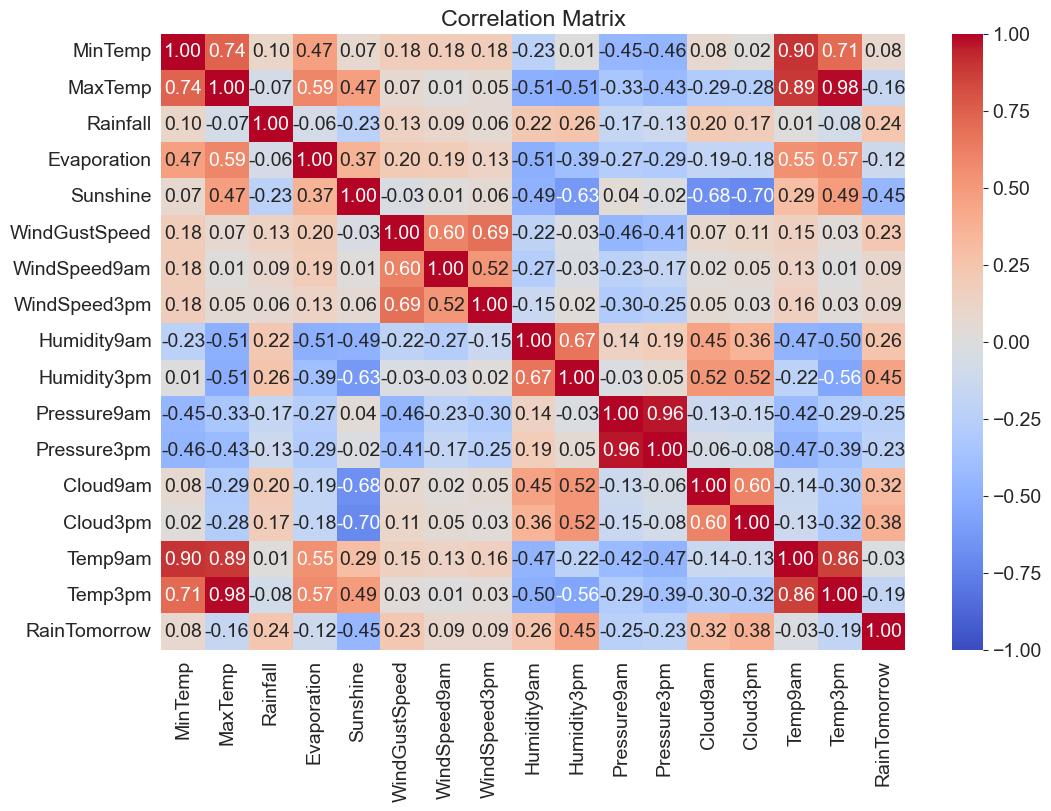 Correlation Matrix
MinTemp 1.00 0.74 0.10 0.47 0.07 0.18 0.18 0.18 -0.23 0.01 -0.45 -0.46 0.08 0.02 0.90 0.71 0.08
MaxTemp 0.74 1.00 -0.07 0.59 0.47 0.07 0.01 0.05 -0.51 -0.51 -0.33 -0.43 -0.29 -0.28 0.89 0.98 -0.16
Rainfall 0.10 -0.07 1.00 -0.06 -0.23 0.13 0.09 0.06 0.22 0.26 -0.17 -0.13 0.20 0.17 0.01 -0.08 0.24
Evaporation 0.47 0.59 -0.06 1.00 0.37 0.20 0.19 0.13 -0.51 -0.39 -0.27 -0.29 -0.19 -0.18 0.55 0.57 -0.12
Sunshine 0.07 0.47 -0.23 0.37 1.00 -0.03 0.01 0.06 -0.49 -0.63 0.04 -0.02 -0.68 -0.70 0.29 0.49 -0.45
WindGustSpeed 0.18 0.07 0.13 0.20 -0.03 1.00 0.60 0.69 -0.22 -0.03 -0.46 -0.41 0.07 0.11 0.15 0.03 0.23
WindSpeed9am 0.18 0.01 0.09 0.19 0.01 0.60 1.00 0.52 -0.27 -0.03 -0.23 -0.17 0.02 0.05 0.13 0.01 0.09
WindSpeed3pm 0.18 0.05 0.06 0.13 0.06 0.69 0.52 1.00 -0.15 0.02 -0.30 -0.25 0.05 0.03 0.16 0.03 0.09
Humidity9am -0.23 -0.51 0.22 -0.51 -0.49 -0.22 -0.27 -0.15 1.00 0.67 0.14 0.19 0.45 0.36 -0.47 -0.50 0.26
Humidity3pm 0.01 -0.51 0.26 -0.39 -0.63 -0.03 -0.03 0.02 0.67 1.00 -0.03 0.05 0.52 0.52 -0.22 -0.56 0.45
Pressure9am -0.45 -0.33 -0.17 -0.27 0.04 -0.46 -0.23 -0.30 0.14 -0.03 1.00 0.96 -0.13 -0.15 -0.42 -0.29 -0.25
Pressure3pm -0.46 -0.43 -0.13 -0.29 -0.02 -0.41 -0.17 -0.25 0.19 0.05 0.96 1.00 -0.06 -0.08 -0.47 -0.39 -0.23
Cloud9am 0.08 -0.29 0.20 -0.19 -0.68 0.07 0.02 0.05 0.45 0.52 -0.13 -0.06 1.00 0.60 -0.14 -0.30 0.32
Cloud3pm 0.02 -0.28 0.17 -0.18 -0.70 0.11 0.05 0.03 0.36 0.52 -0.15 -0.08 0.60 1.00 -0.13 -0.32 0.38
Temp9am 0.90 0.89 0.01 0.55 0.29 0.15 0.13 0.16 -0.47 -0.22 -0.42 -0.47 -0.14 -0.13 1.00 0.86 -0.03
Temp3pm 0.71 0.98 -0.08 0.57 0.49 0.03 0.01 0.03 -0.50 -0.56 -0.29 -0.39 -0.30 -0.32 0.86 1.00 -0.19
RainTomorrow 0.08 -0.16 0.24 -0.12 -0.45 0.23 0.09 0.09 0.26 0.45 -0.25 -0.23 0.32 0.38 -0.03 -0.19 1.00
MinTemp
MaxTemp
Rainfall
Evaporation
Sunshine
WindGustSpeed
WindSpeed9am
WindSpeed3pm
Humidity9am
Humidity3pm
Pressure9am
Pressure3pm
Cloud9am
Cloud3pm
Temp9am
Temp3pm
RainTomorrow
1.00
0.75
0.50
0.25
0.00
−0.25
−0.50
−0.75
−1.00